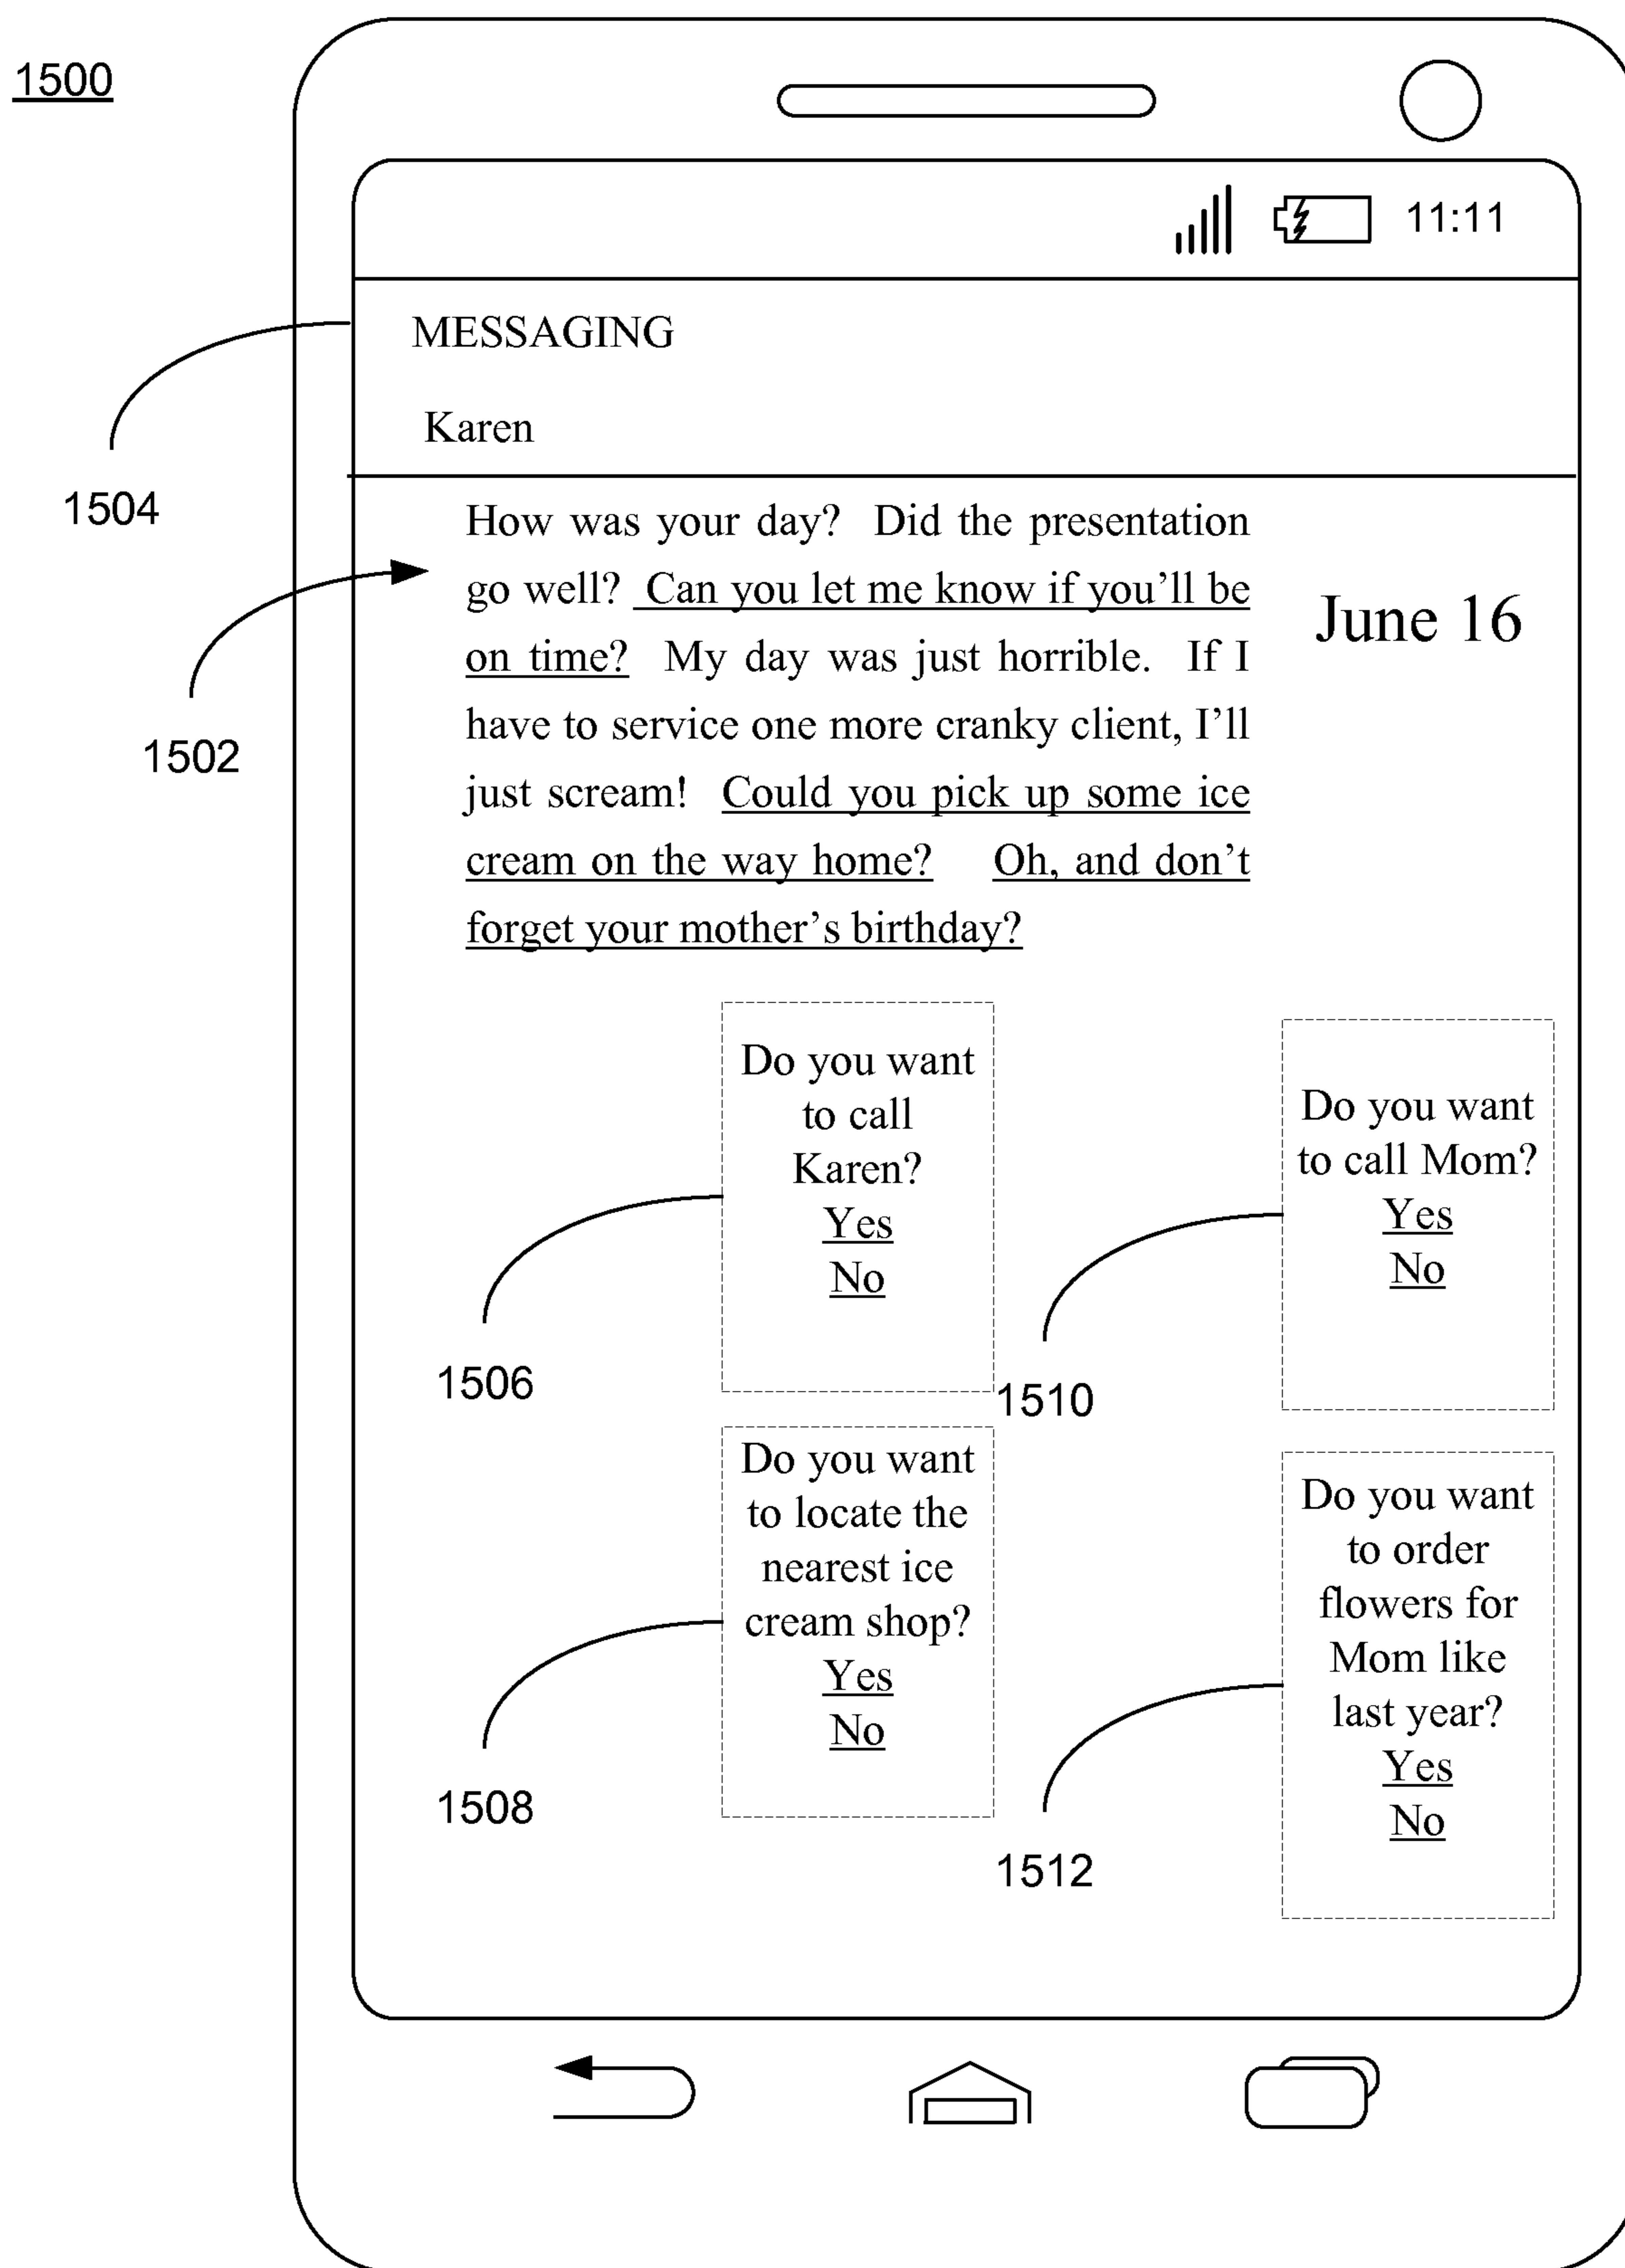 1500
11:11
MESSAGING
Karen
1504
How was your day? Did the presentation
go well? Can you let me know if you’ll be
on time? My day was just horrible. If I
have to service one more cranky client, I’ll
just scream! Could you pick up some ice
cream on the way home? Oh, and don’t
forget your mother’s birthday?
June 16
1502
Do you want
to call
Karen?
Yes
No
1506
Do you want
to call Mom?
Yes
No
1510
Do you want
to locate the
nearest ice
cream shop?
Yes
No
1508
Do you want
to order
flowers for
Mom like
last year?
Yes
No
1512